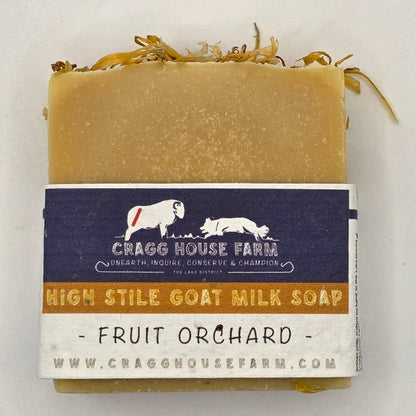 CRAGG HOUSE FARM
UNEARTH, INQUIRE, CONSERVE & CHAMPION
THE LAKE DISTRICT
HIGH STILE GOAT MILK SOAP
- FRUIT ORCHARD -
WWW.CRAGGHOUSEFARM.COM